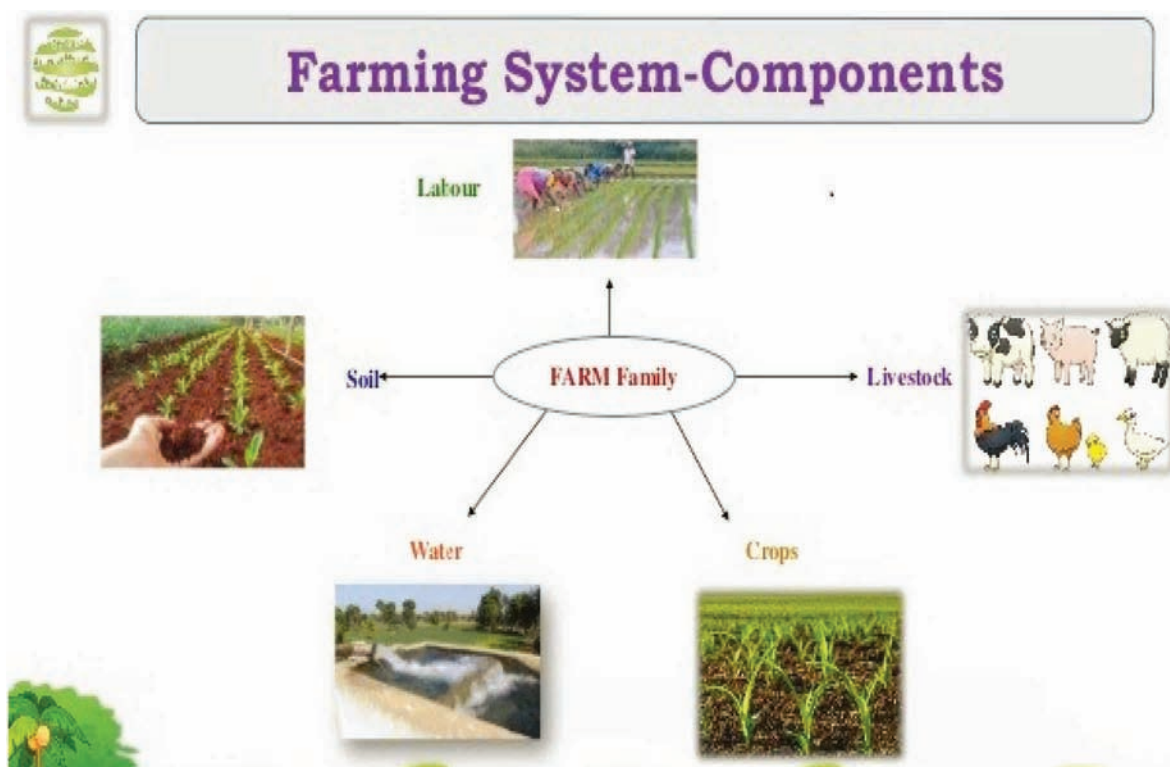 Farming System-Components
Labour
Soil
FARM Family
Livestock
Water
Crops